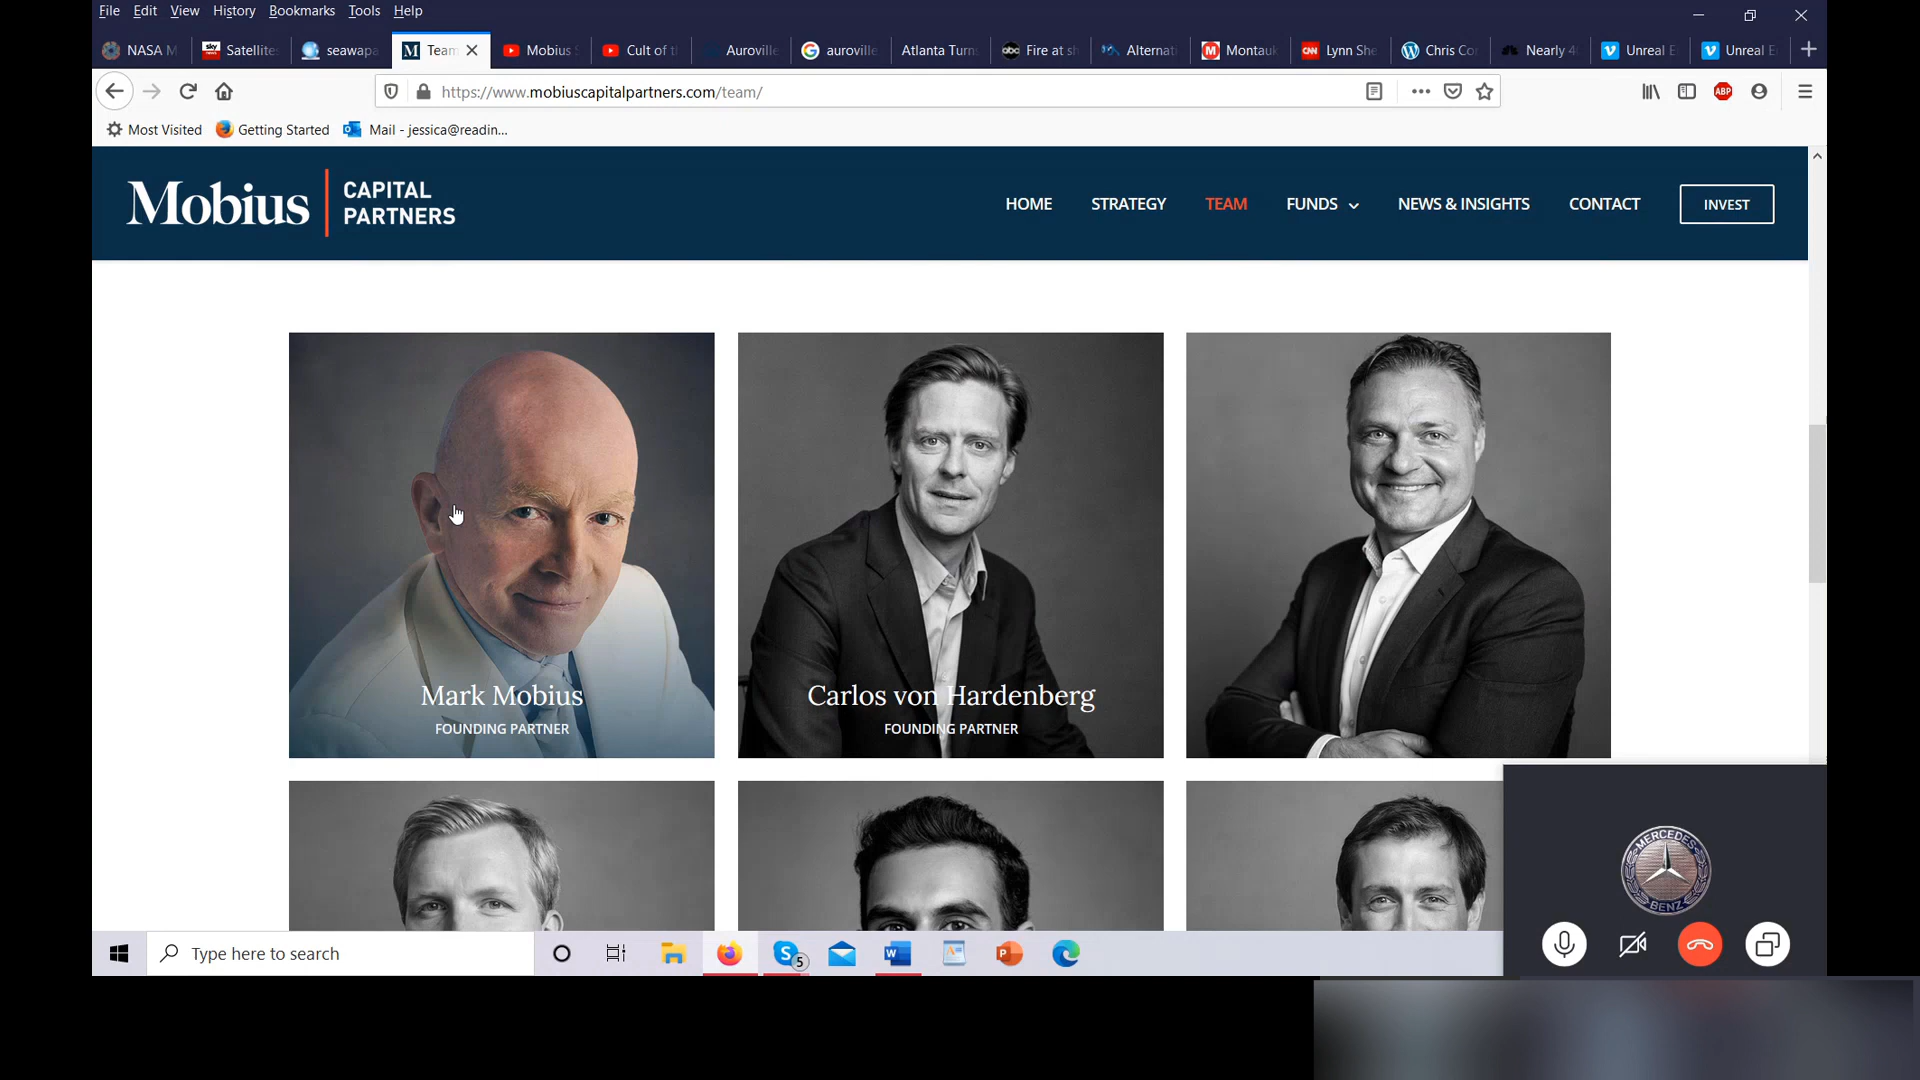 File Edit View History Bookmarks Tools Help
NASA M
Satellite
seawapa
Team
Mobius S
Cult of t
Auroville
auroville
Atlanta Turn
Fire at sh
Alternat
Montauk
Lynn She
Chris Co
Nearly 4
Unreal E
Unreal E
https://www.mobiuscapitalpartners.com/team/
ABP
Most Visited
Getting Started
Mail - jessica@readin...
Mobius
CAPITAL
PARTNERS
HOME
STRATEGY
TEAM
FUNDS
NEWS & INSIGHTS
CONTACT
INVEST
Mark Mobius
FOUNDING PARTNER
Carlos von Hardenberg
FOUNDING PARTNER
MERCEDES
BENZ
Type here to search
5